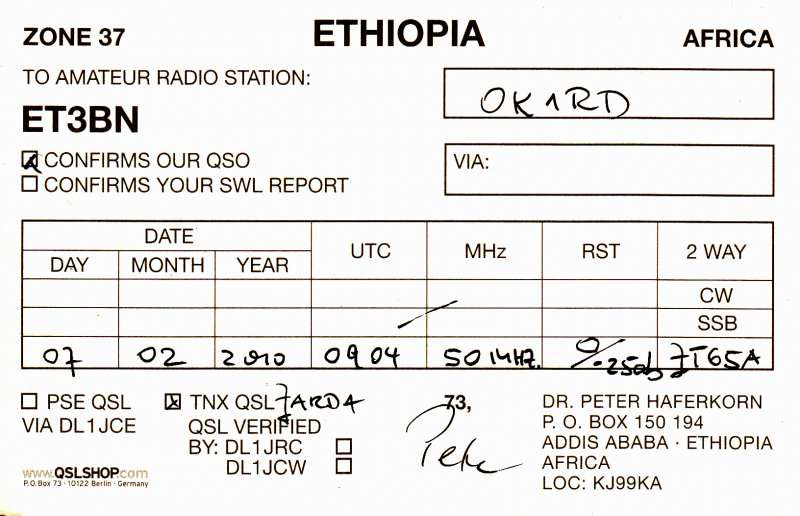 ZONE 37 ETHIOPIA AFRICA
TO AMATEUR RADIO STATION: OK1RD
ET3BN
CONFIRMS OUR QSO VIA:
CONFIRMS YOUR SWL REPORT
DATE UTC MHz RST 2 WAY
DAY MONTH YEAR
CW
SSB
07 02 2010 0904 50 MHZ. O/-25db JT65A
PSE QSL TNX QSL JARDA 73, DR. PETER HAFERKORN
VIA DL1JCE QSL VERIFIED Pete P. O. BOX 150 194
BY: DL1JRC ADDIS ABABA · ETHIOPIA
DL1JCW AFRICA
www.QSLSHOP.com LOC: KJ99KA
P.O.Box 73 · 10122 Berlin · Germany